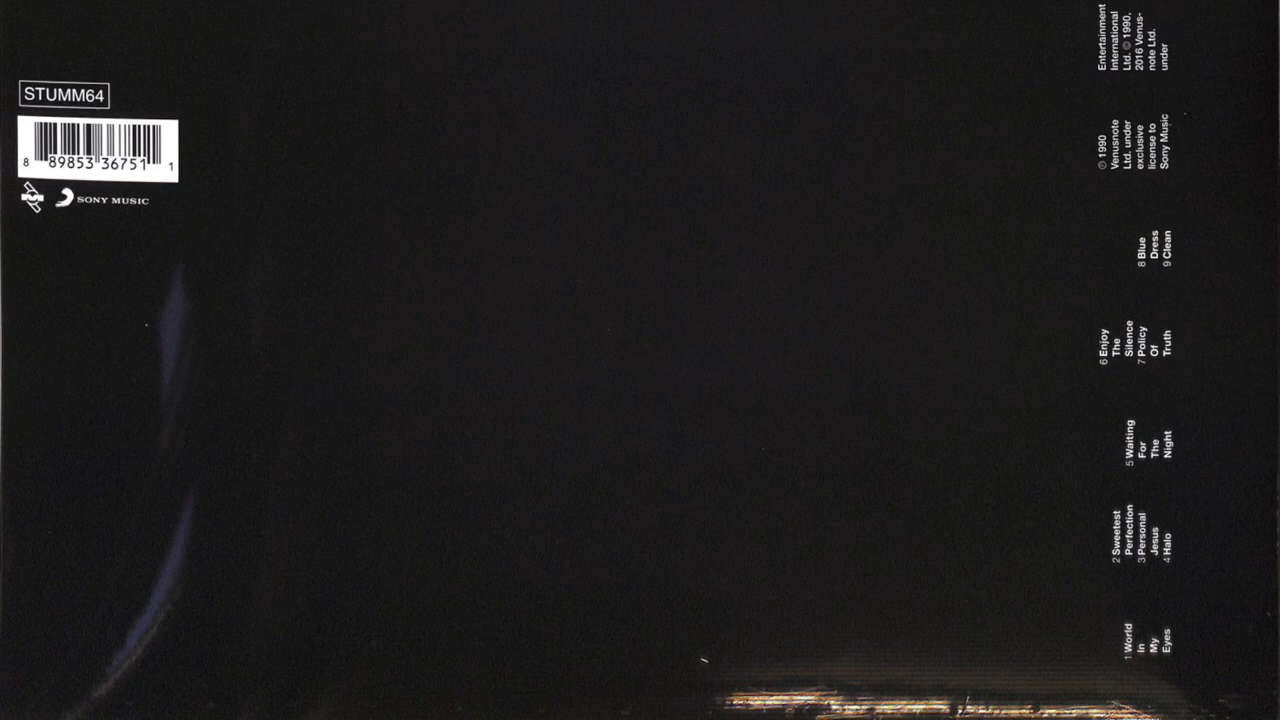 STUMM64
8 89853 36751 1
SONY MUSIC
1 World
In
My
Eyes
2 Sweetest
Perfection
3 Personal
Jesus
4 Halo
5 Waiting
For
The
Night
6 Enjoy
The
Silence
7 Policy
Of
Truth
8 Blue
Dress
9 Clean
℗ 1990
Venusnote
Ltd. under
exclusive
license to
Sony Music
Entertainment
International
Ltd. © 1990,
2016 Venus-
note Ltd.
under